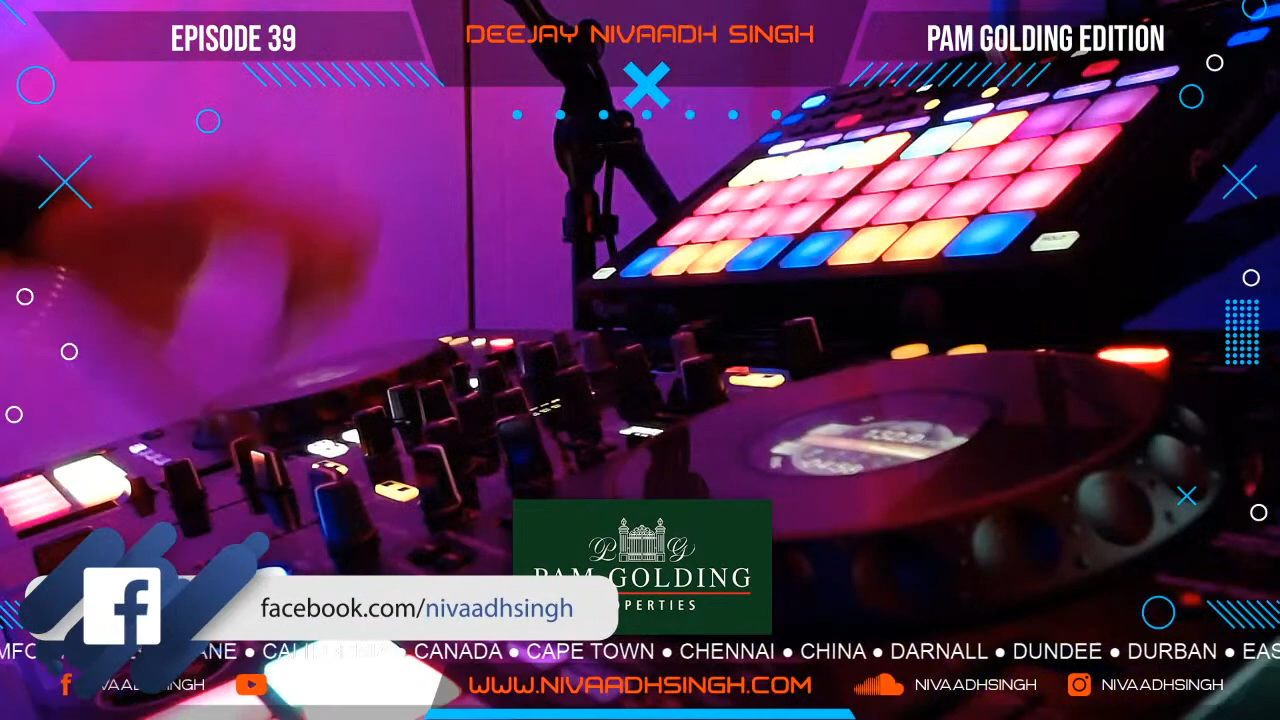 EPISODE 39
DEEJAY NIVAADH SINGH
PAM GOLDING EDITION
P G
PAM GOLDING
facebook.com/nivaadhsingh
● CANADA ● CAPE TOWN ● CHENNAI ● CHINA ● DARNALL ● DUNDEE ● DURBAN ● EAS
WWW.NIVAADHSINGH.COM
NIVAADHSINGH
NIVAADHSINGH